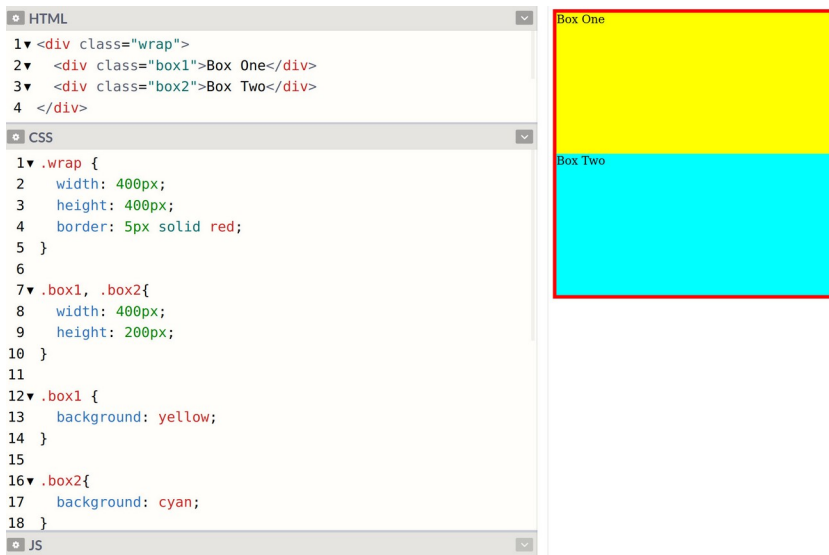 HTML
1▼ <div class="wrap">
2▼   <div class="box1">Box One</div>
3▼   <div class="box2">Box Two</div>
4 </div>
CSS
1▼ .wrap {
2   width: 400px;
3   height: 400px;
4   border: 5px solid red;
5 }
6
7▼ .box1, .box2{
8   width: 400px;
9   height: 200px;
10 }
11
12▼ .box1 {
13   background: yellow;
14 }
15
16▼ .box2{
17   background: cyan;
18 }
JS
Box One
Box Two